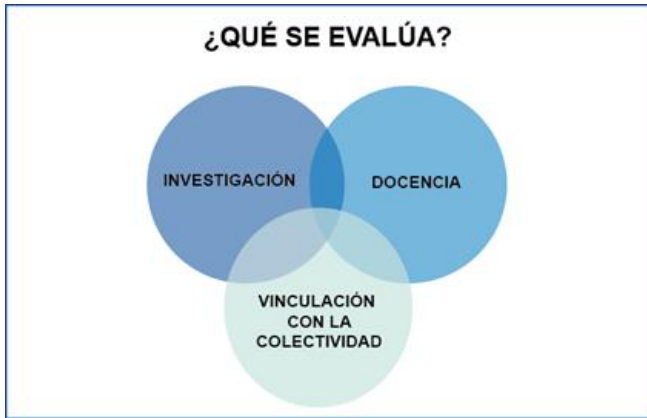 ¿QUÉ SE EVALÚA?
INVESTIGACIÓN
DOCENCIA
VINCULACIÓN
CON LA
COLECTIVIDAD